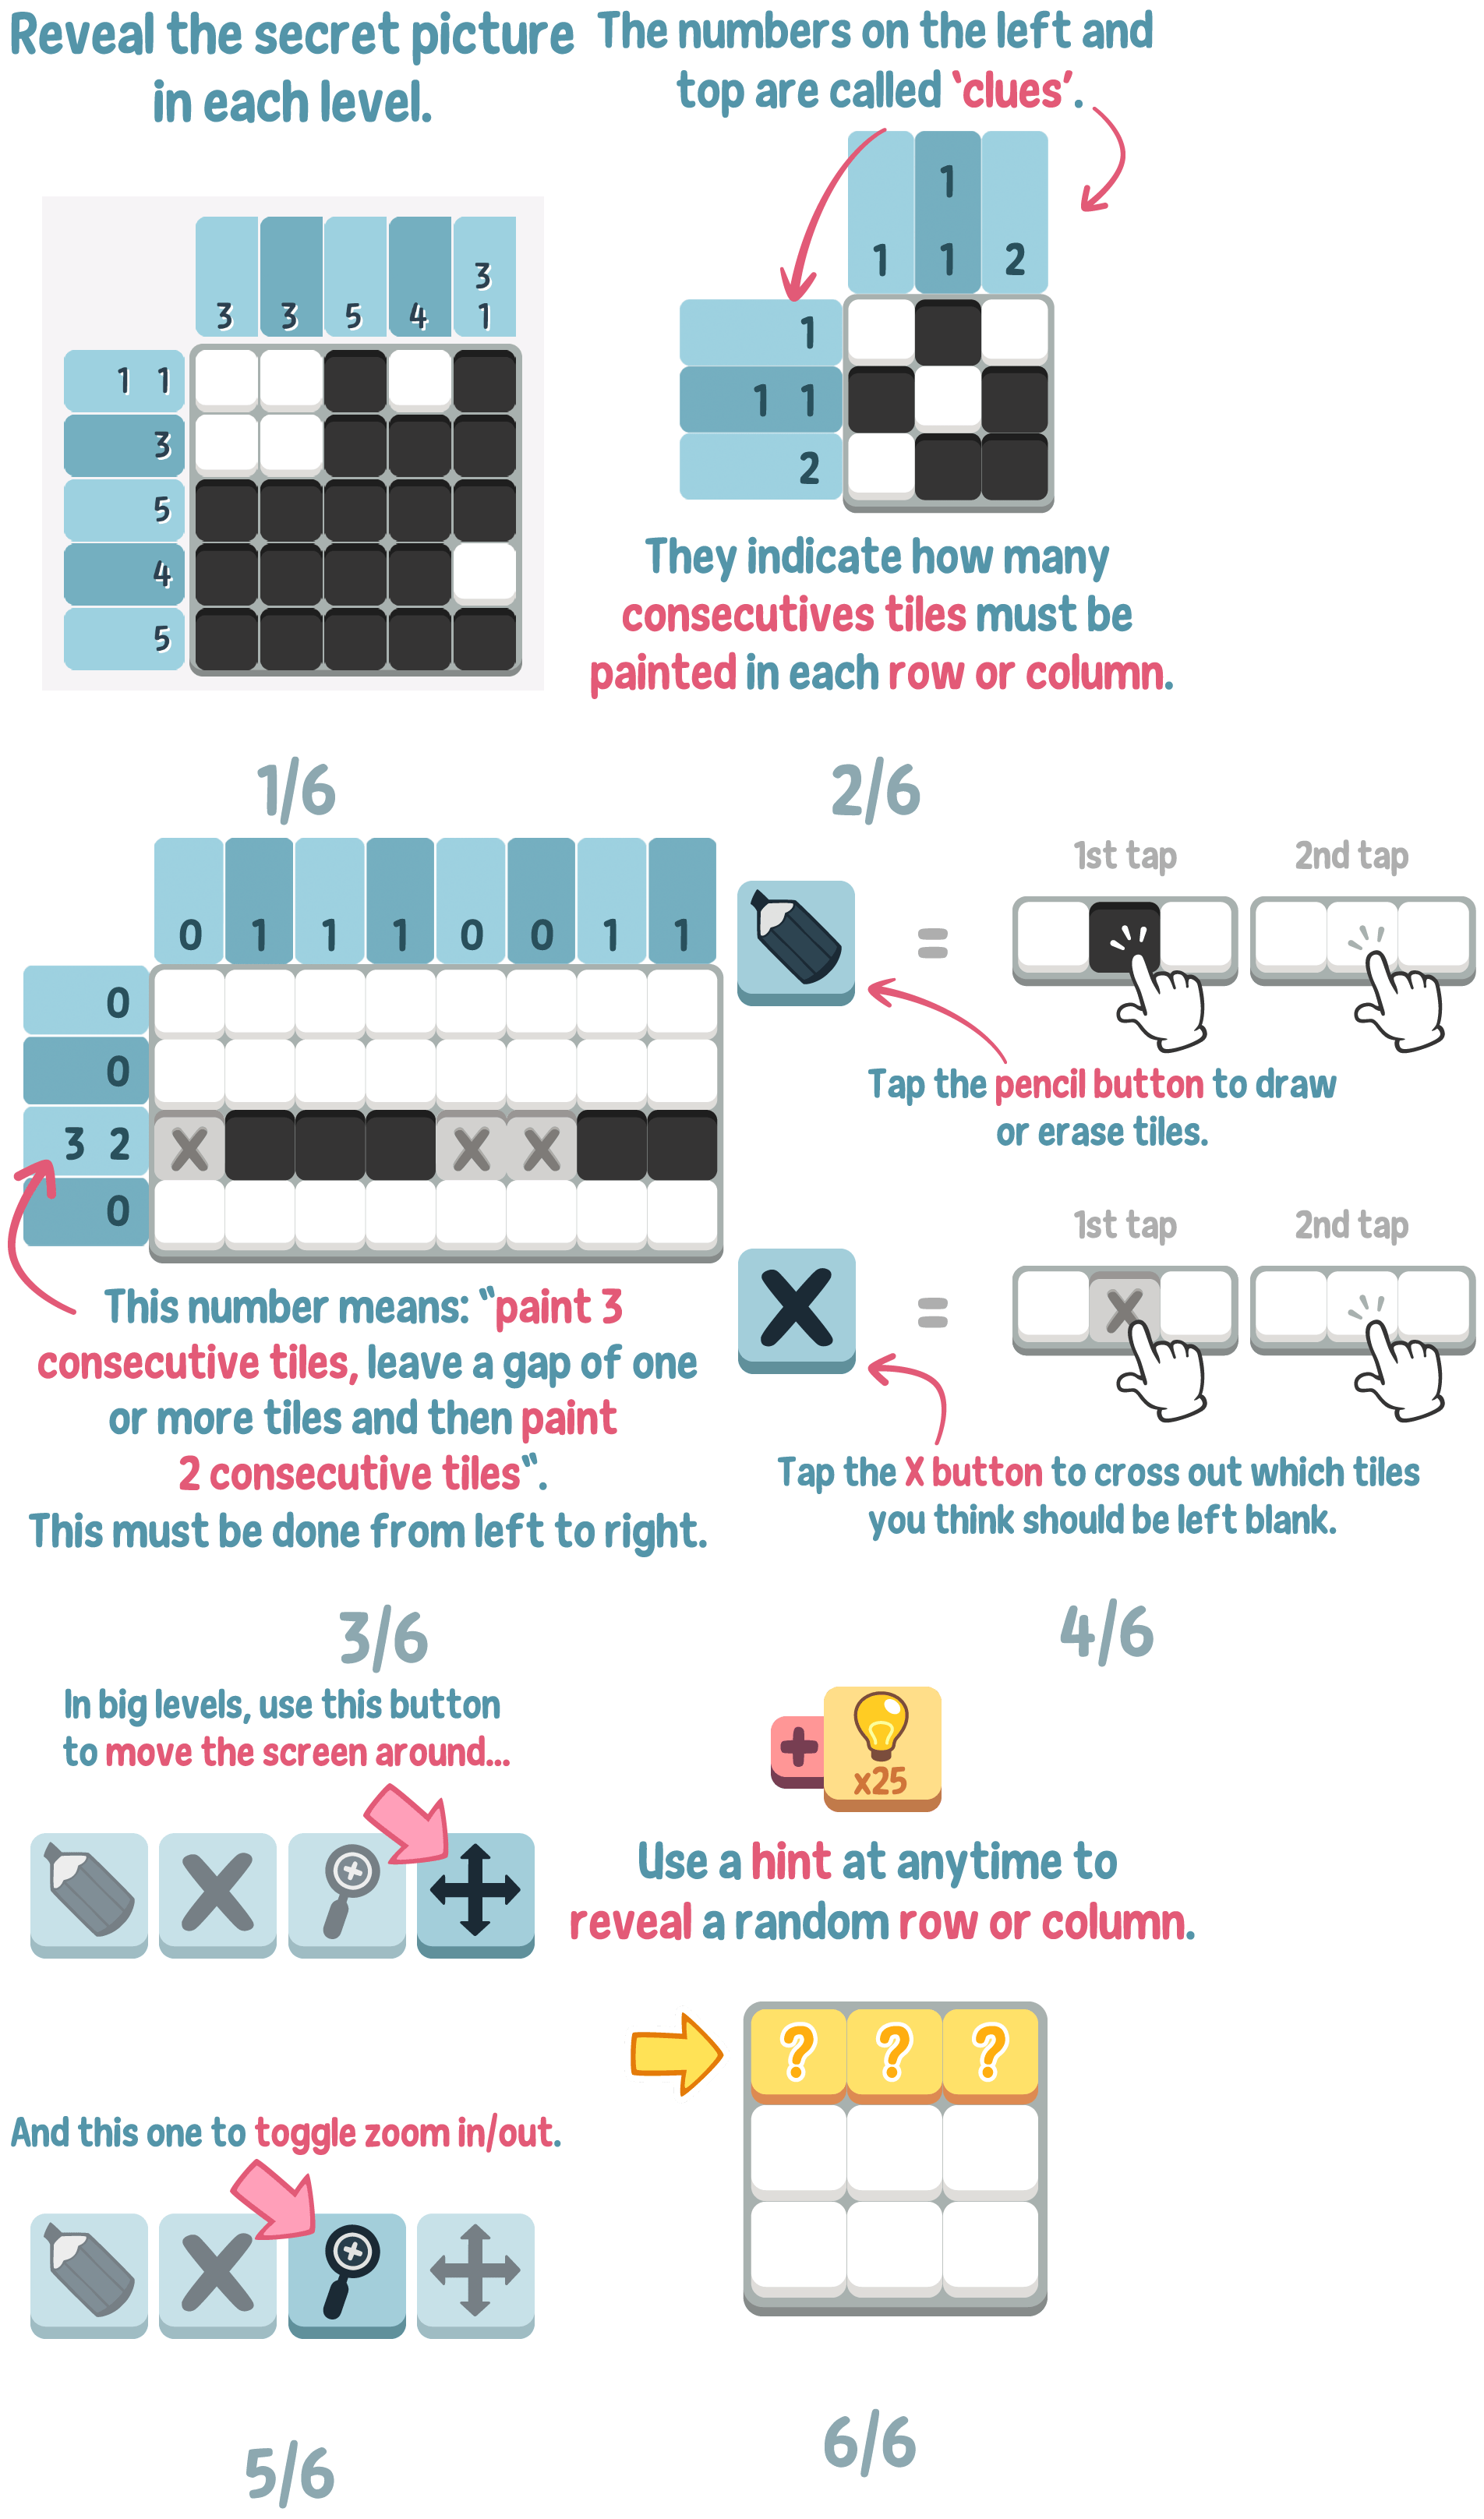 Reveal the secret picture
in each level.
3
3 3 5 4 1
1 1
3
5
4
5
1/6
The numbers on the left and
top are called 'clues'.
1
1 1 2
1
1 1
2
They indicate how many
consecutives tiles must be
painted in each row or column.
2/6
0 1 1 1 0 0 1 1
0
0
3 2 X X X
0
This number means: "paint 3
consecutive tiles, leave a gap of one
or more tiles and then paint
2 consecutive tiles".
This must be done from left to right.
3/6
1st tap 2nd tap
=
Tap the pencil button to draw
or erase tiles.
1st tap 2nd tap
X = X
Tap the X button to cross out which tiles
you think should be left blank.
4/6
In big levels, use this button
to move the screen around...
X
And this one to toggle zoom in/out.
X
5/6
+
x25
Use a hint at anytime to
reveal a random row or column.
? ? ?
6/6